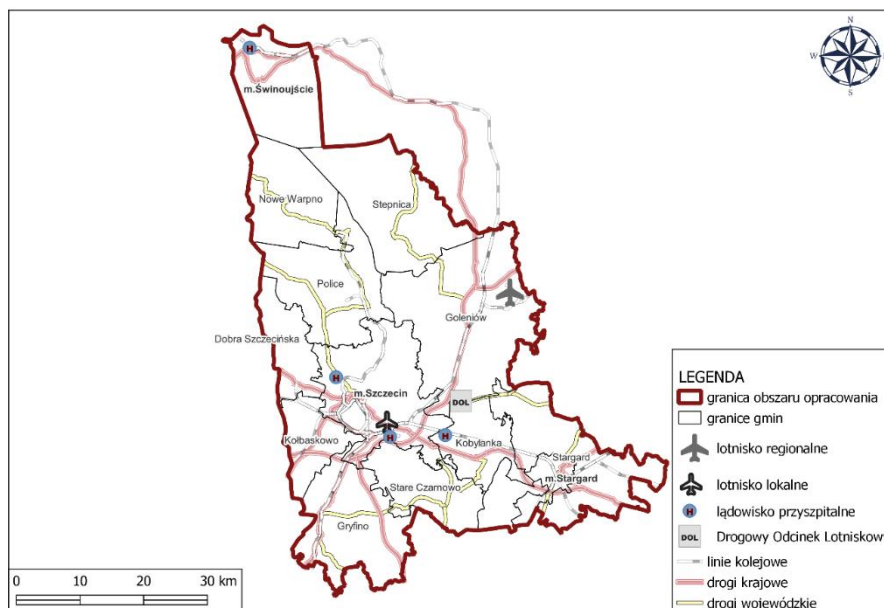 N
W
E
S
H
m.Świnoujście
Nowe Warpno
Stepnica
Police
Goleniów
Dobra Szczecińska
H
m.Szczecin
DOL
Kołbaskowo
H
H
Kobylanka
Stargard
m.Stargard
Stare Czarnowo
Gryfino
0 10 20 30 km
LEGENDA
granica obszaru opracowania
granice gmin
lotnisko regionalne
lotnisko lokalne
H lądowisko przyszpitalne
DOL Drogowy Odcinek Lotniskowy
linie kolejowe
drogi krajowe
drogi wojewódzkie